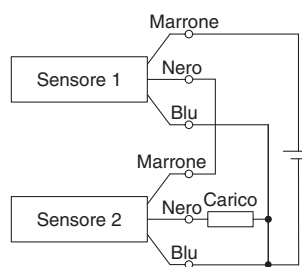 Marrone
Sensore 1
Nero
Blu
Marrone
Sensore 2
Nero
Carico
Blu